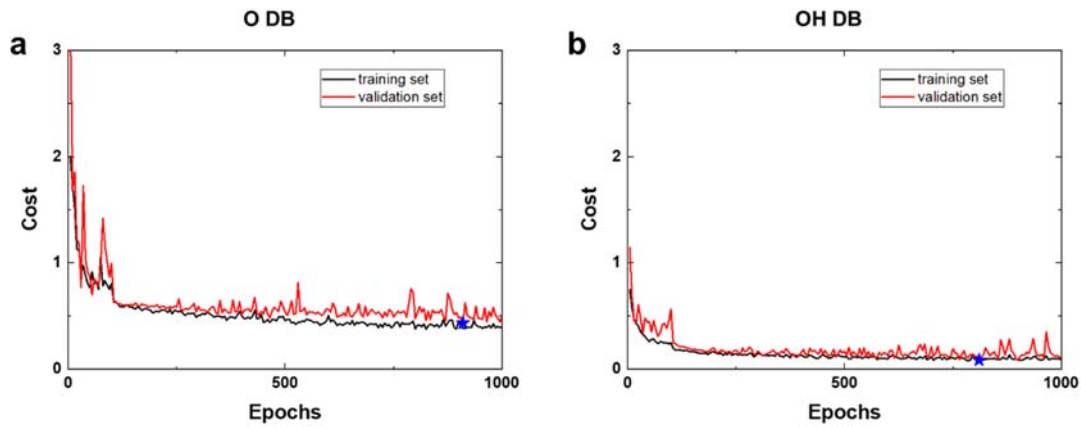 O DB
a
3
2
1
0
Cost
training set
validation set
0
500
1000
Epochs
OH DB
b
3
2
1
0
Cost
training set
validation set
0
500
1000
Epochs